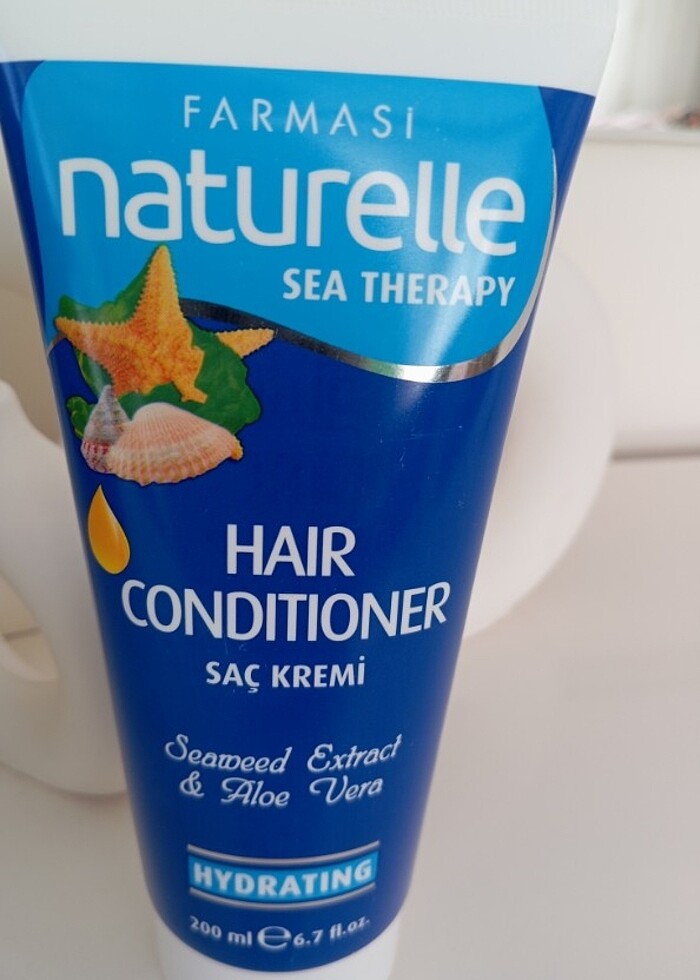 FARMASİ
naturelle
SEA THERAPY
HAIR
CONDITIONER
SAÇ KREMİ
Seaweed Extract
& Aloe Vera
HYDRATING
200 ml ℮ 6.7 fl.oz.